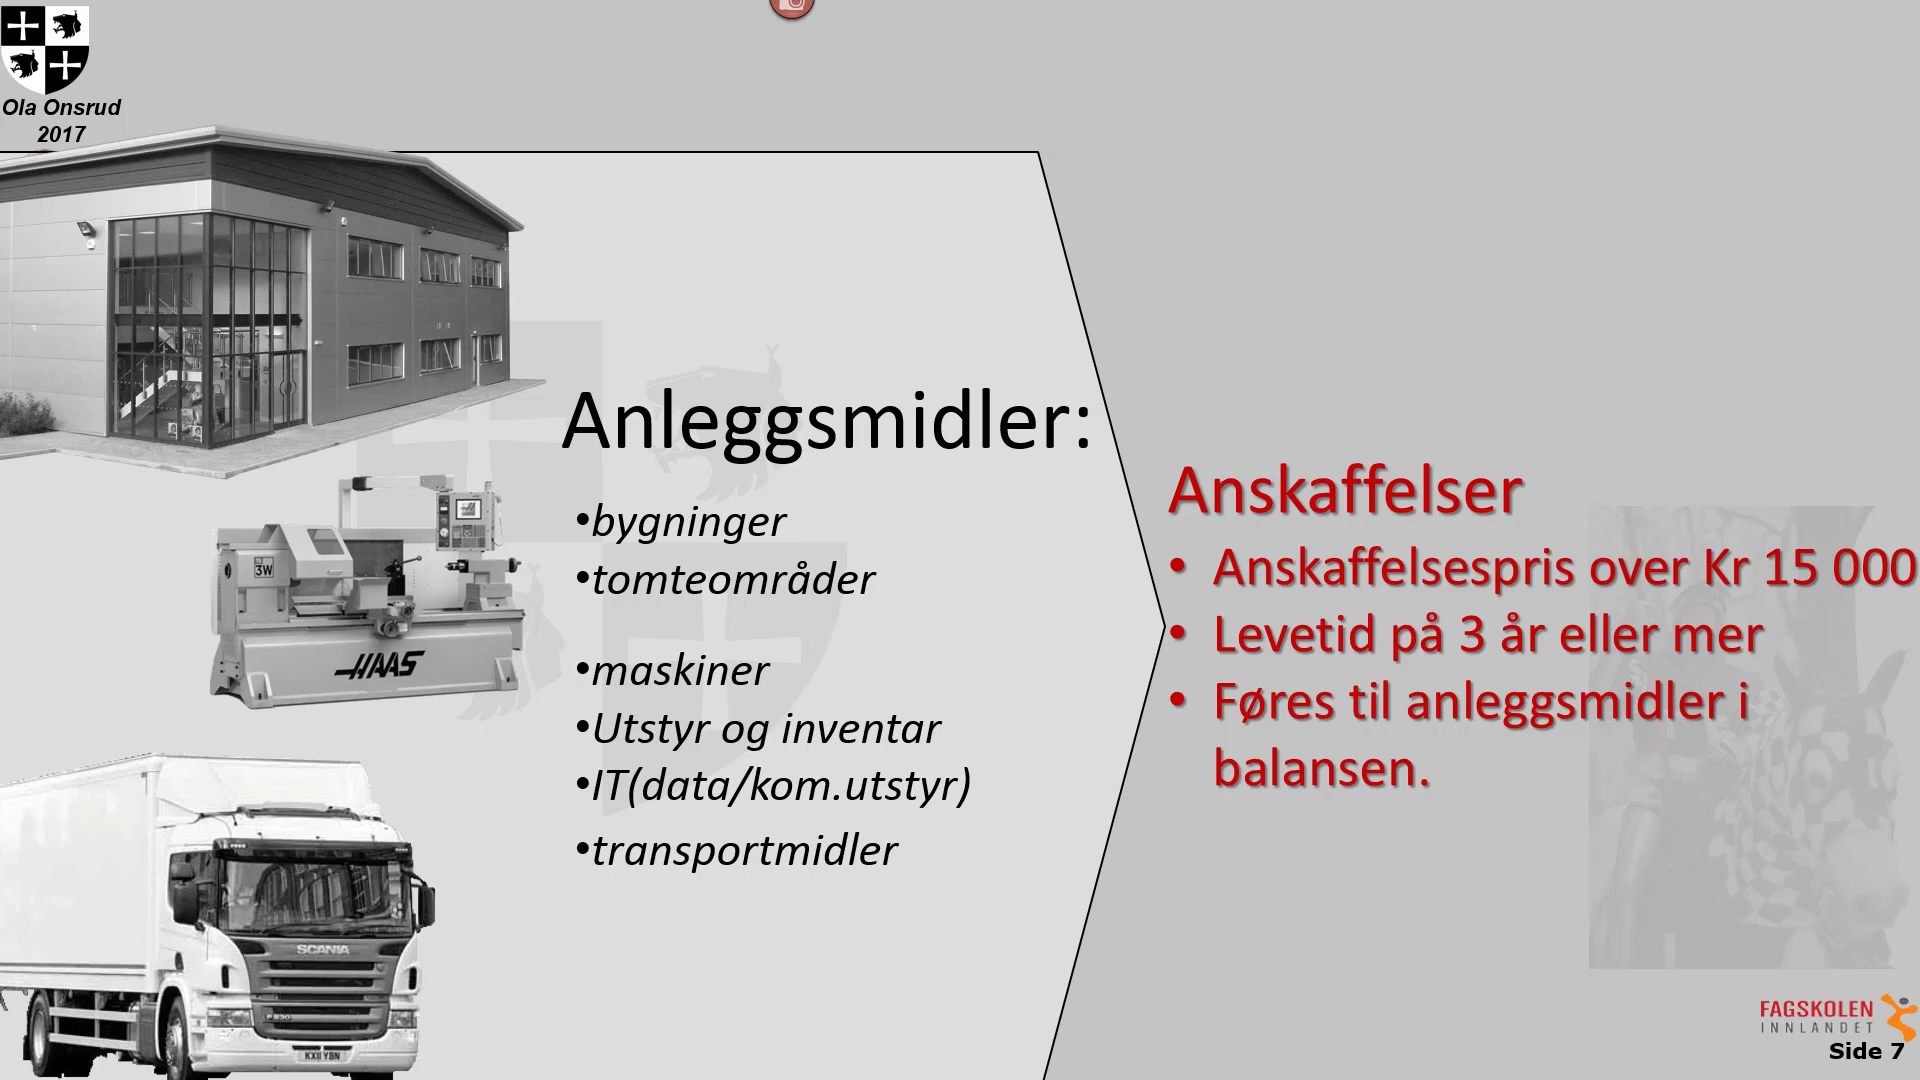 Ola Onsrud
2017
Anleggsmidler:
•bygninger
•tomteområder
•maskiner
•Utstyr og inventar
•IT(data/kom.utstyr)
•transportmidler
Anskaffelser
• Anskaffelsespris over Kr 15 000
• Levetid på 3 år eller mer
• Føres til anleggsmidler i
balansen.
3W
HAAS
SCANIA
KX11 YBN
FAGSKOLEN
INNLANDET
Side 7